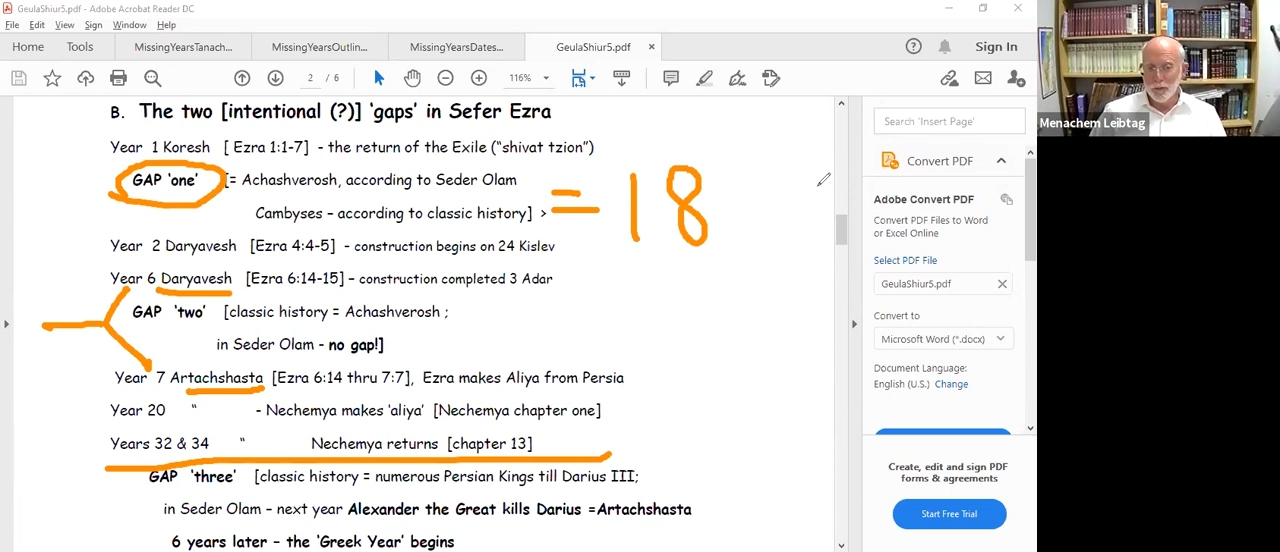 GeulaShiur5.pdf - Adobe Acrobat Reader DC
File Edit View Sign Window Help
Home Tools MissingYearsTanach... MissingYearsOutlin... MissingYearsDates... GeulaShiur5.pdf × Sign In
2 / 6 116%
B. The two [intentional (?)] 'gaps' in Sefer Ezra
Year 1 Koresh [ Ezra 1:1-7] - the return of the Exile ("shivat tzion")
GAP 'one' [= Achashverosh, according to Seder Olam
Cambyses – according to classic history] > = 18
Year 2 Daryavesh [Ezra 4:4-5] - construction begins on 24 Kislev
Year 6 Daryavesh [Ezra 6:14-15] – construction completed 3 Adar
GAP 'two' [classic history = Achashverosh ;
in Seder Olam - no gap!]
Year 7 Artachshasta [Ezra 6:14 thru 7:7], Ezra makes Aliya from Persia
Year 20 " - Nechemya makes 'aliya' [Nechemya chapter one]
Years 32 & 34 " Nechemya returns [chapter 13]
GAP 'three' [classic history = numerous Persian Kings till Darius III;
in Seder Olam – next year Alexander the Great kills Darius =Artachshasta
6 years later – the 'Greek Year' begins
Search 'Insert Page'
Convert PDF
Adobe Convert PDF
Convert PDF Files to Word
or Excel Online
Select PDF File
GeulaShiur5.pdf ×
Convert to
Microsoft Word (*.docx)
Document Language:
English (U.S.) Change
Create, edit and sign PDF
forms & agreements
Start Free Trial
Menachem Leibtag